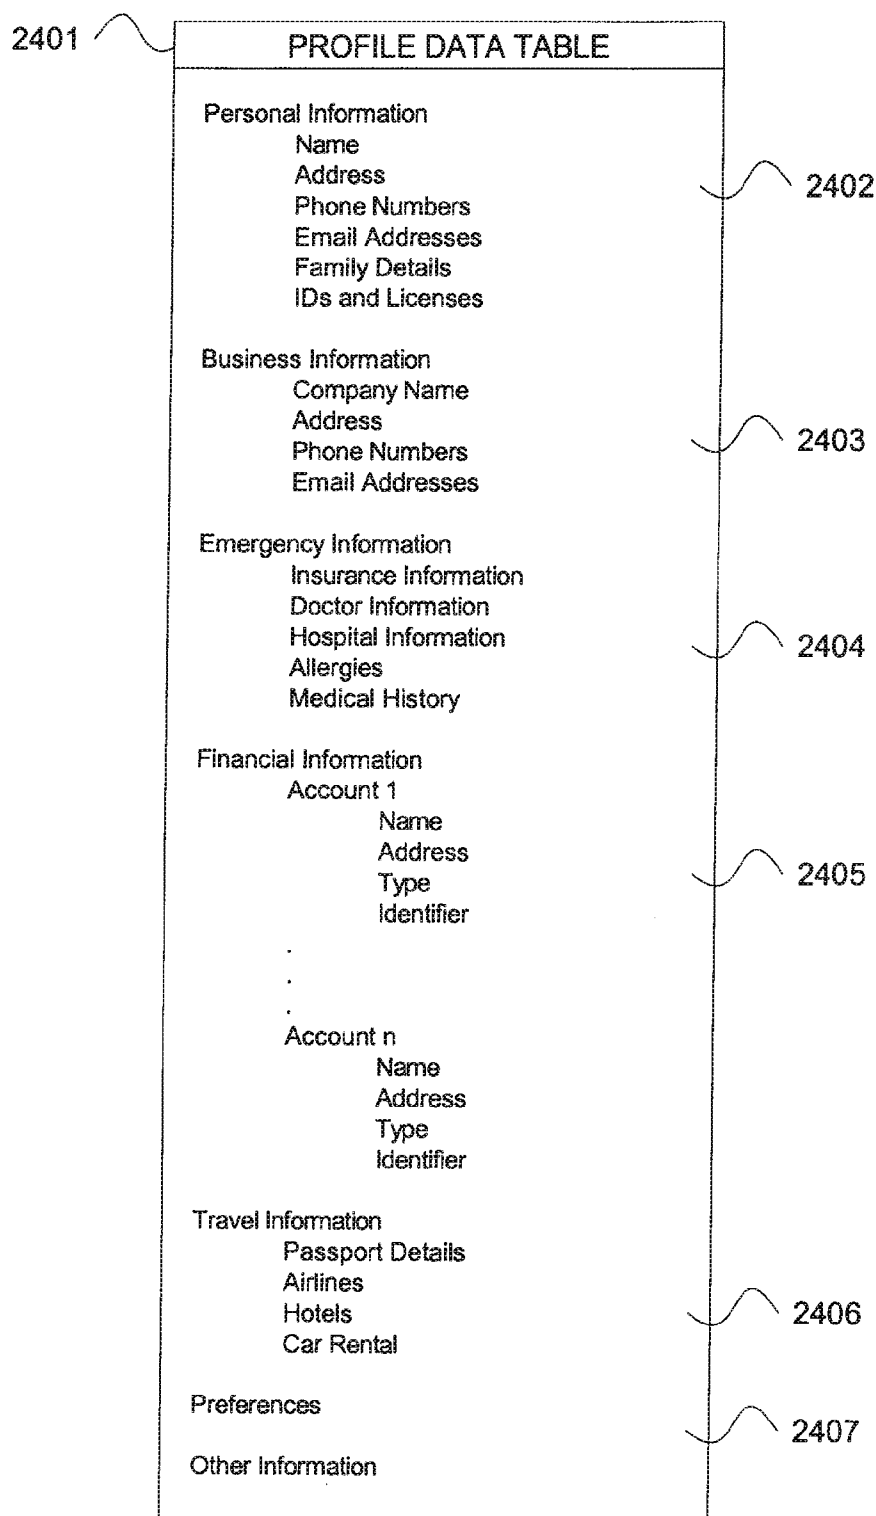 2401
PROFILE DATA TABLE
Personal Information
Name
Address
2402
Phone Numbers
Email Addresses
Family Details
IDs and Licenses
Business Information
Company Name
Address
2403
Phone Numbers
Email Addresses
Emergency Information
Insurance Information
Doctor Information
Hospital Information
2404
Allergies
Medical History
Financial Information
Account 1
Name
Address
Type
2405
Identifier
.
.
.
Account n
Name
Address
Type
Identifier
Travel Information
Passport Details
Airlines
Hotels
2406
Car Rental
Preferences
2407
Other Information